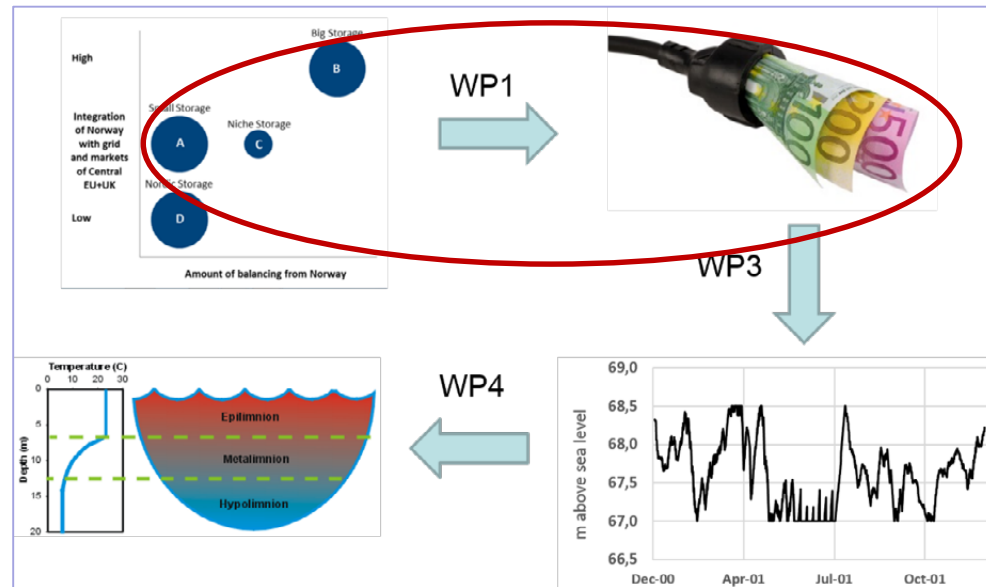 Big Storage
High
B
WP1
Small Storage
Integration
of Norway
with grid
and markets
of Central
EU+UK
Niche Storage
A
C
Nordic Storage
Low
D
Amount of balancing from Norway
100
200
500
WP3
Temperature (C)
0 10 20 30
0
5
10
15
20
Depth (m)
Epilimnion
Metalimnion
Hypolimnion
WP4
69,0
68,5
68,0
67,5
67,0
66,5
m above sea level
Dec-00 Apr-01 Jul-01 Oct-01